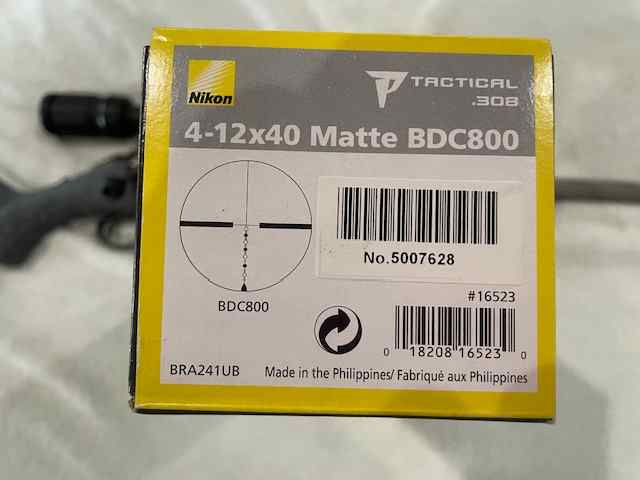 Nikon
P TACTICAL
.308
4-12x40 Matte BDC800
BDC800
No.5007628
#16523
0 18208 16523 0
BRA241UB
Made in the Philippines/ Fabriqué aux Philippines